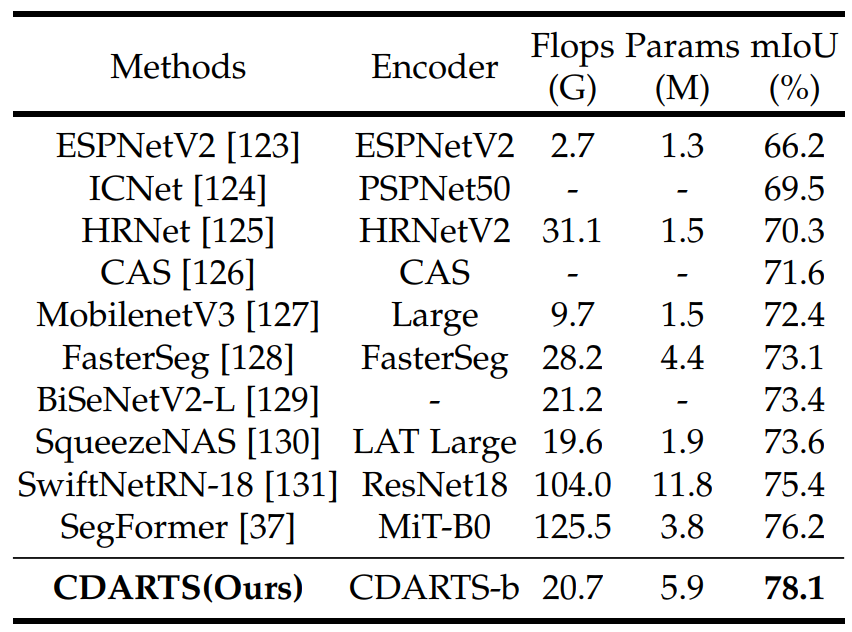 Methods Encoder Flops (G) Params (M) mIoU (%)
ESPNetV2 [123] ESPNetV2 2.7 1.3 66.2
ICNet [124] PSPNet50 - - 69.5
HRNet [125] HRNetV2 31.1 1.5 70.3
CAS [126] CAS - - 71.6
MobilenetV3 [127] Large 9.7 1.5 72.4
FasterSeg [128] FasterSeg 28.2 4.4 73.1
BiSeNetV2-L [129] - 21.2 - 73.4
SqueezeNAS [130] LAT Large 19.6 1.9 73.6
SwiftNetRN-18 [131] ResNet18 104.0 11.8 75.4
SegFormer [37] MiT-B0 125.5 3.8 76.2
CDARTS(Ours) CDARTS-b 20.7 5.9 78.1